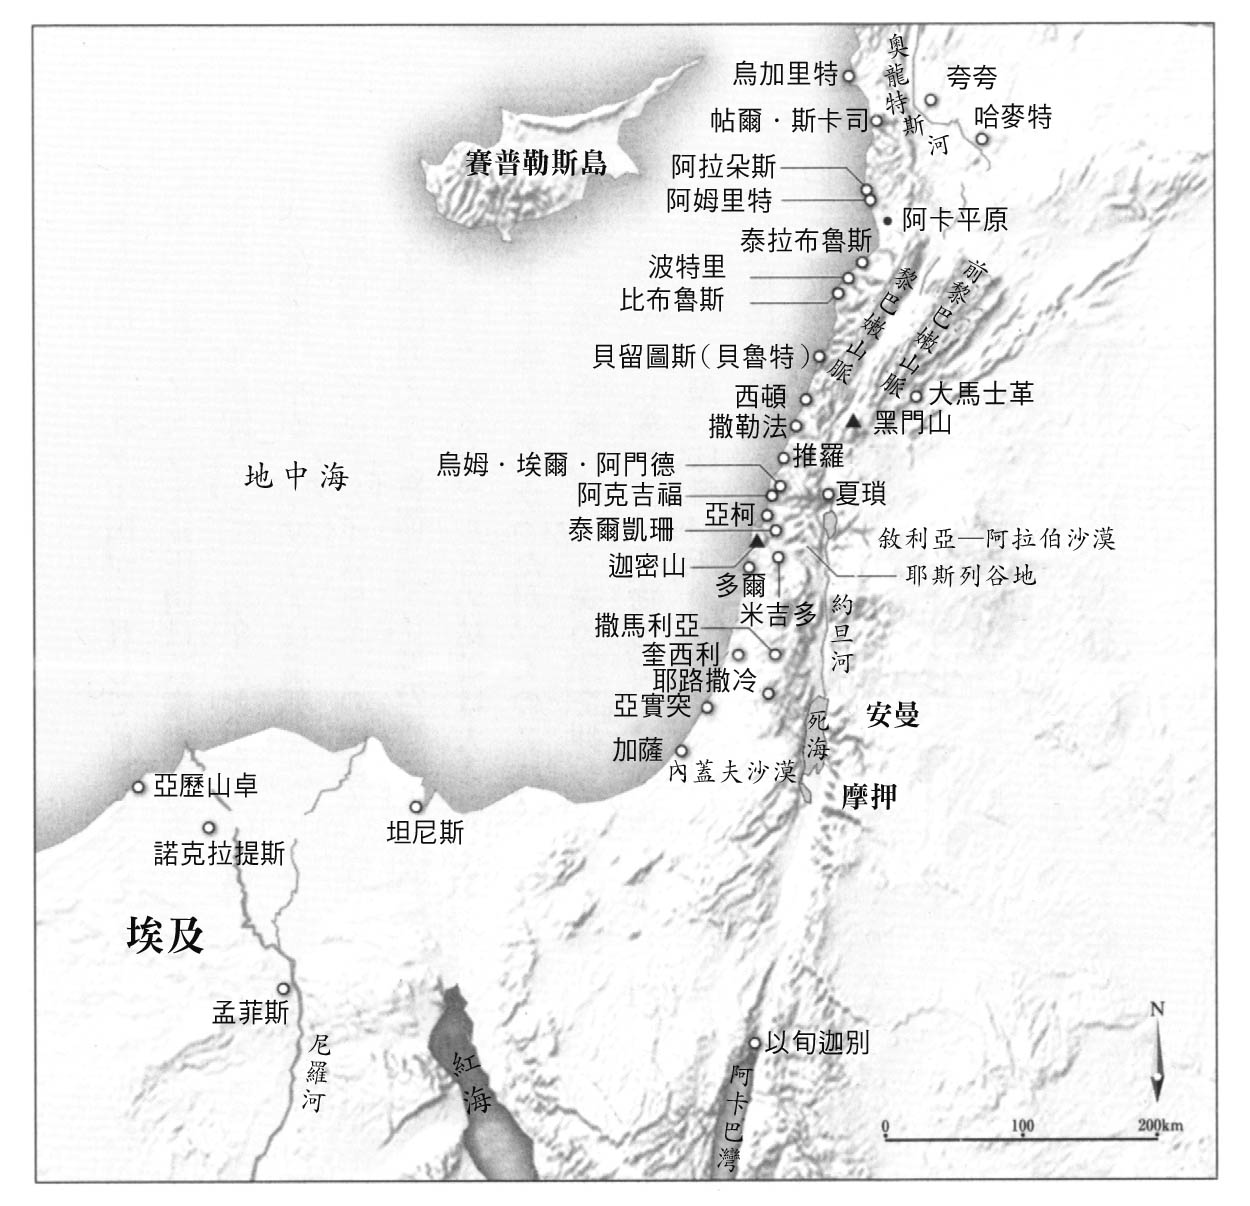 烏加里特
奧龍特斯河
夸夸
帖爾·斯卡司
哈麥特
賽普勒斯島
阿拉朵斯
阿姆里特
阿卡平原
泰拉布魯斯
波特里
比布魯斯
黎巴嫩山脈
前黎巴嫩山脈
貝留圖斯（貝魯特）
西頓
大馬士革
撒勒法
黑門山
推羅
地中海
烏姆·埃爾·阿門德
阿克吉福
夏瑣
亞柯
泰爾凱珊
敘利亞—阿拉伯沙漠
迦密山
耶斯列谷地
多爾
米吉多
約旦河
撒馬利亞
奎西利
耶路撒冷
亞實突
死海
安曼
加薩
內蓋夫沙漠
摩押
亞歷山卓
坦尼斯
諾克拉提斯
埃及
孟菲斯
尼羅河
紅海
以旬迦別
阿卡巴灣
N
0 100 200km